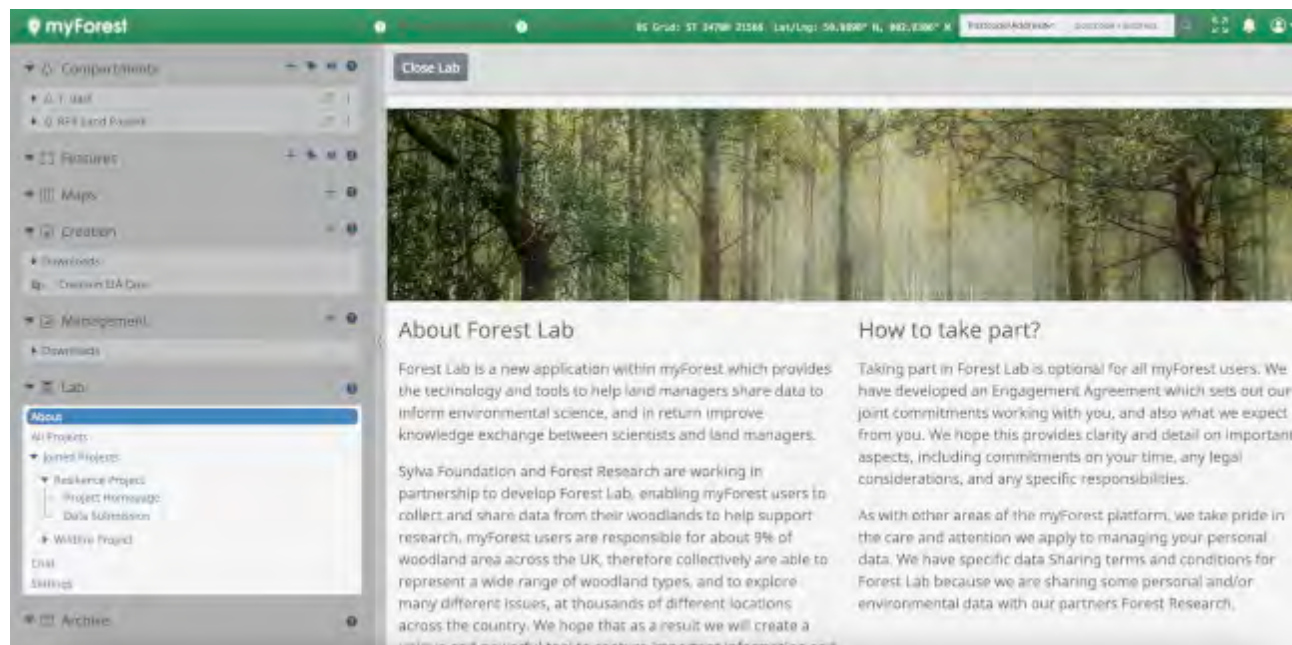 myForest
Compartments
Close Lab
Features
Maps
Creation
Downloads
Management
Downloads
Lab
About
All Projects
Joined Projects
Resilience Project
Project Homepage
Data Submission
Wildfire Project
Chat
Settings
Archive
About Forest Lab
Forest Lab is a new application within myForest which provides
the technology and tools to help land managers share data to
inform environmental science, and in return improve
knowledge exchange between scientists and land managers.
Sylva Foundation and Forest Research are working in
partnership to develop Forest Lab, enabling myForest users to
collect and share data from their woodlands to help support
research. myForest users are responsible for about 9% of
woodland area across the UK, therefore collectively are able to
represent a wide range of woodland types, and to explore
many different issues, at thousands of different locations
across the country. We hope that as a result we will create a
How to take part?
Taking part in Forest Lab is optional for all myForest users. We
have developed an Engagement Agreement which sets out our
joint commitments working with you, and also what we expect
from you. We hope this provides clarity and detail on important
aspects, including commitments on your time, any legal
considerations, and any specific responsibilities.
As with other areas of the myForest platform, we take pride in
the care and attention we apply to managing your personal
data. We have specific data Sharing terms and conditions for
Forest Lab because we are sharing some personal and/or
environmental data with our partners Forest Research.